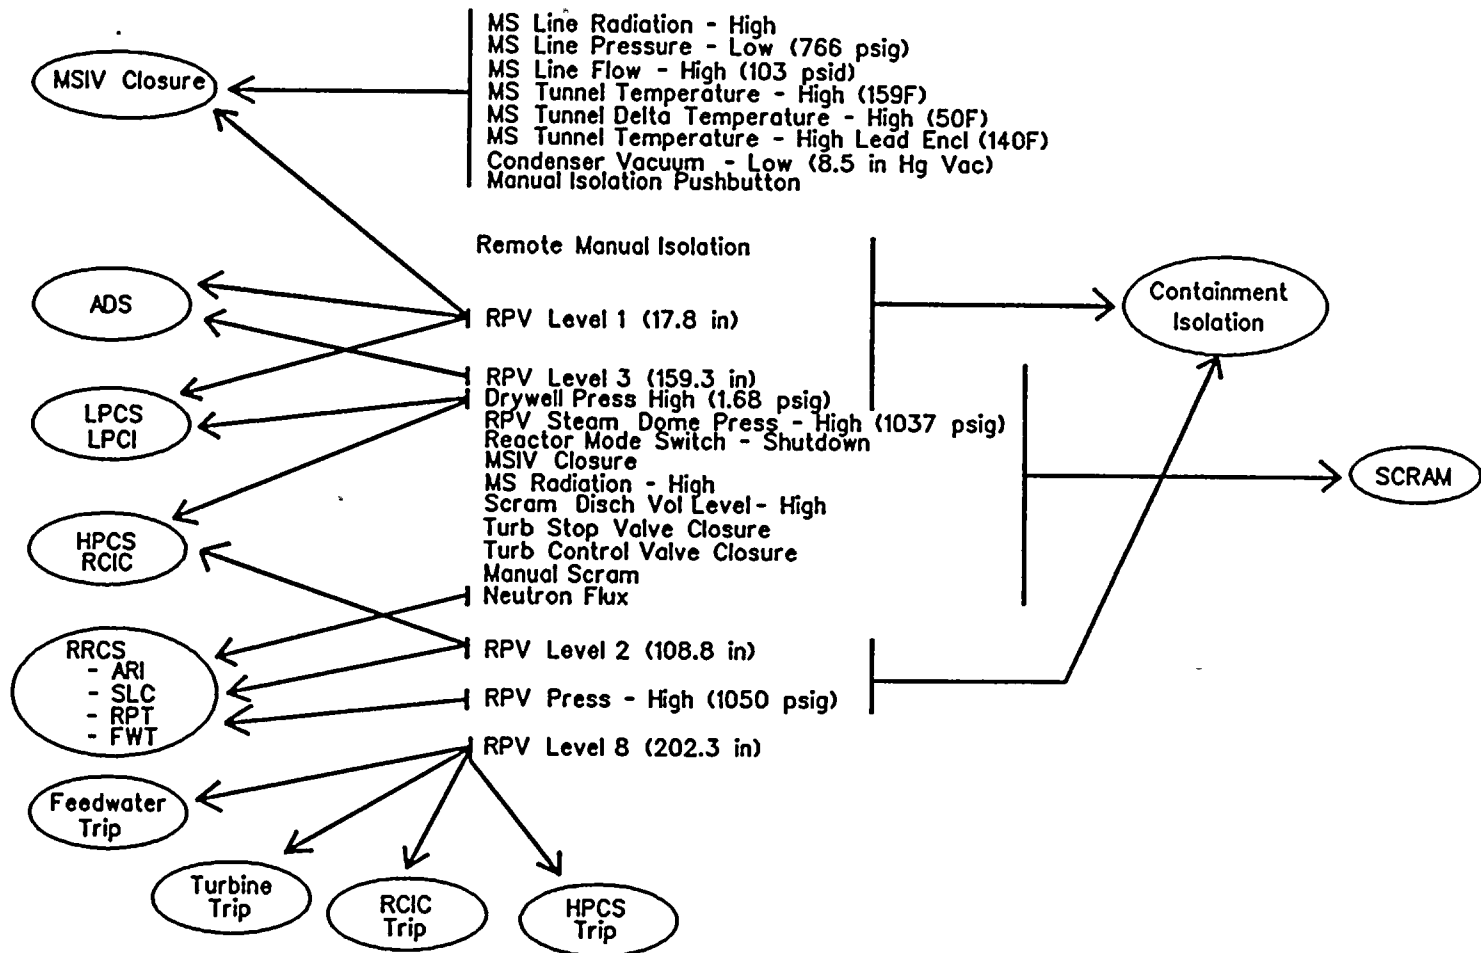 MS Line Radiation - High
MS Line Pressure - Low (766 psig)
MS Line Flow - High (103 psid)
MS Tunnel Temperature - High (159F)
MS Tunnel Delta Temperature - High (50F)
MS Tunnel Temperature - High Lead Encl (140F)
Condenser Vacuum - Low (8.5 in Hg Vac)
Manual Isolation Pushbutton
MSIV Closure
Remote Manual Isolation
ADS
RPV Level 1 (17.8 in)
Containment
Isolation
RPV Level 3 (159.3 in)
Drywell Press High (1.68 psig)
RPV Steam Dome Press - High (1037 psig)
Reactor Mode Switch - Shutdown
MSIV Closure
MS Radiation - High
Scram Disch Vol Level - High
Turb Stop Valve Closure
Turb Control Valve Closure
Manual Scram
Neutron Flux
LPCS
LPCI
SCRAM
HPCS
RCIC
RPV Level 2 (108.8 in)
RPV Press - High (1050 psig)
RPV Level 8 (202.3 in)
RRCS
- ARI
- SLC
- RPT
- FWT
Feedwater
Trip
Turbine
Trip
RCIC
Trip
HPCS
Trip